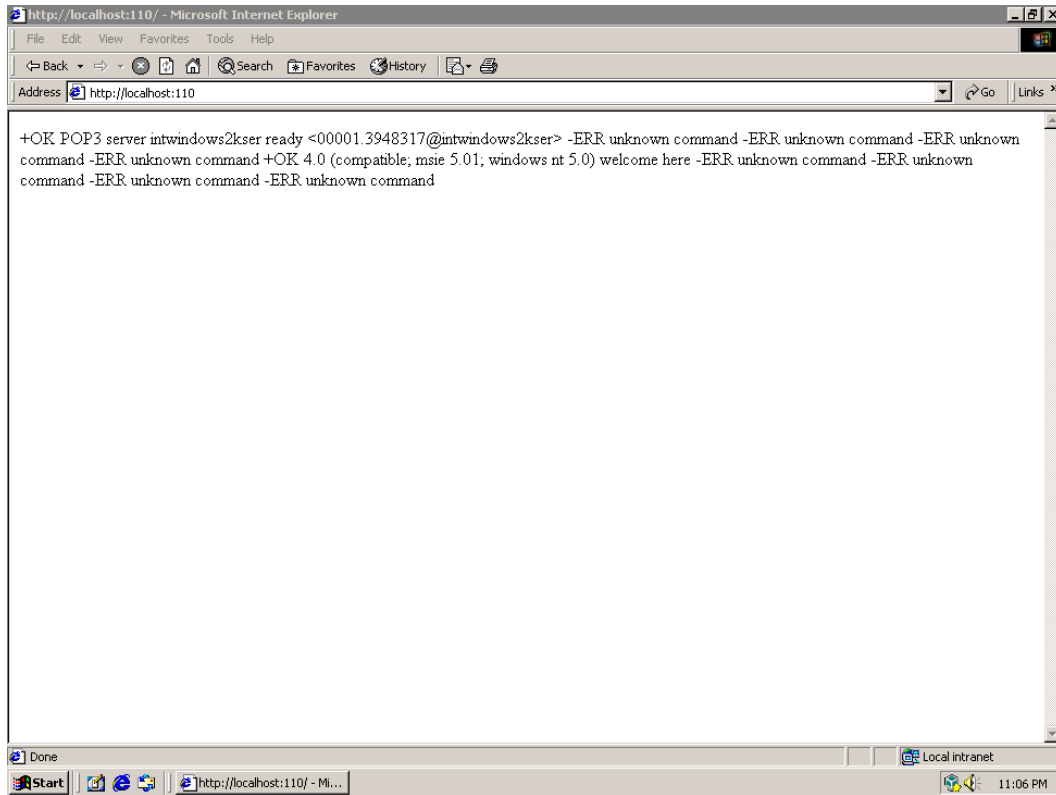 http://localhost:110/ - Microsoft Internet Explorer
File Edit View Favorites Tools Help
Back Search Favorites History
Address http://localhost:110 Go Links
+OK POP3 server intwindows2kser ready <00001.3948317@intwindows2kser> -ERR unknown command -ERR unknown command -ERR unknown
command -ERR unknown command +OK 4.0 (compatible; msie 5.01; windows nt 5.0) welcome here -ERR unknown command -ERR unknown
command -ERR unknown command -ERR unknown command
Done Local intranet
Start http://localhost:110/ - Mi... 11:06 PM